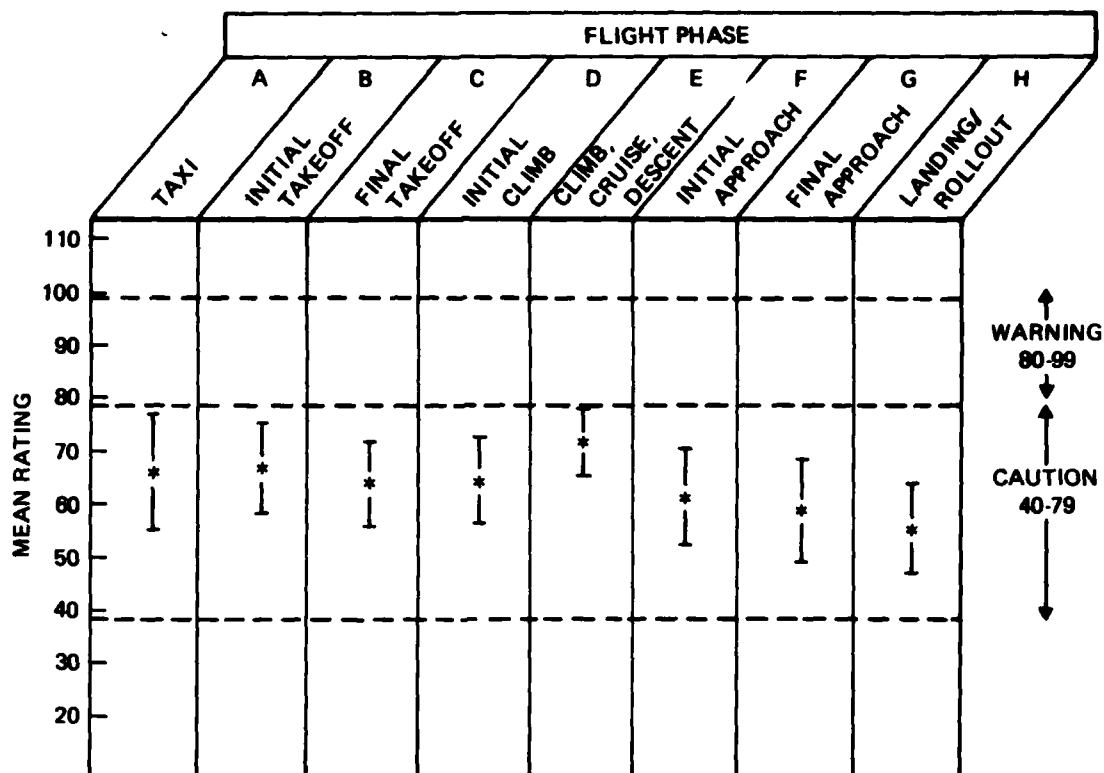 FLIGHT PHASE
A B C D E F G H
TAXI
INITIAL
TAKEOFF
FINAL
TAKEOFF
INITIAL
CLIMB
CLIMB,
CRUISE,
DESCENT
INITIAL
APPROACH
FINAL
APPROACH
LANDING/
ROLLOUT
MEAN RATING
110
100
90
80
70
60
50
40
30
20
WARNING
80-99
CAUTION
40-79